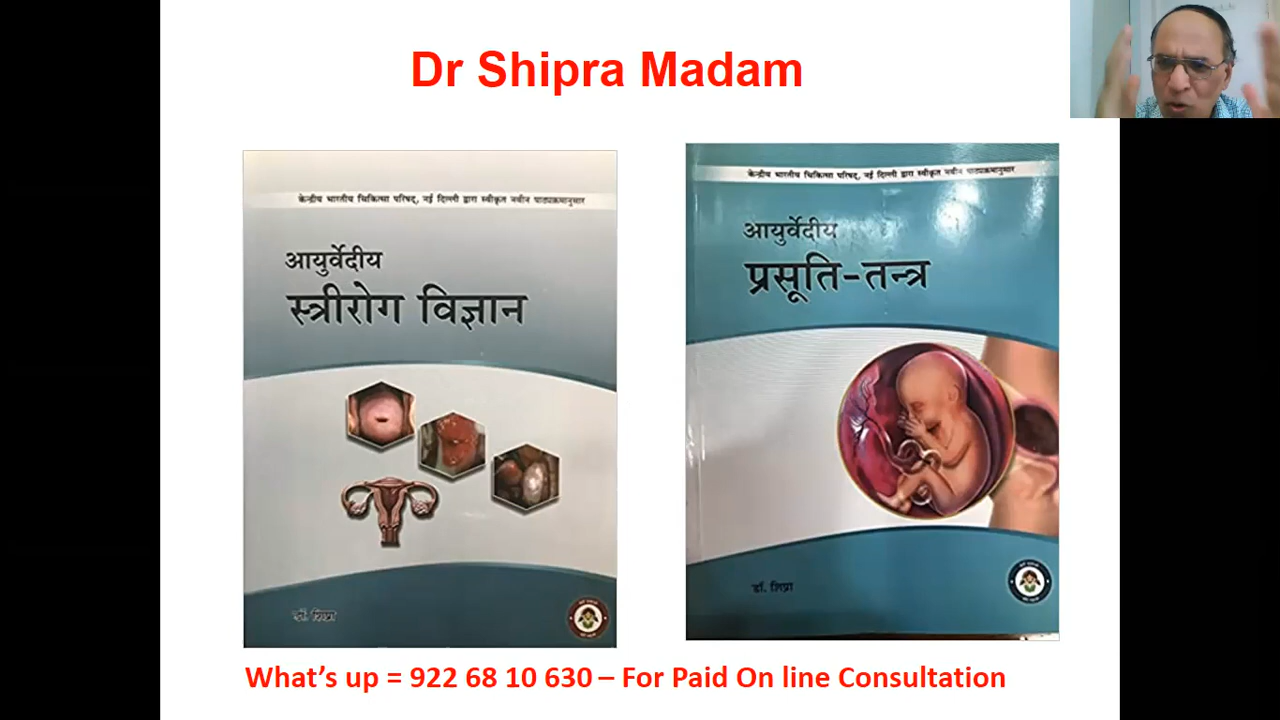 Dr Shipra Madam
केन्द्रीय भारतीय चिकित्सा परिषद्, नई दिल्ली द्वारा स्वीकृत नवीन पाठ्यक्रमानुसार
आयुर्वेदीय
स्त्रीरोग विज्ञान
डॉ. शिप्रा
केन्द्रीय भारतीय चिकित्सा परिषद्, नई दिल्ली द्वारा स्वीकृत नवीन पाठ्यक्रमानुसार
आयुर्वेदीय
प्रसूति-तन्त्र
डॉ. शिप्रा
What's up = 922 68 10 630 – For Paid On line Consultation